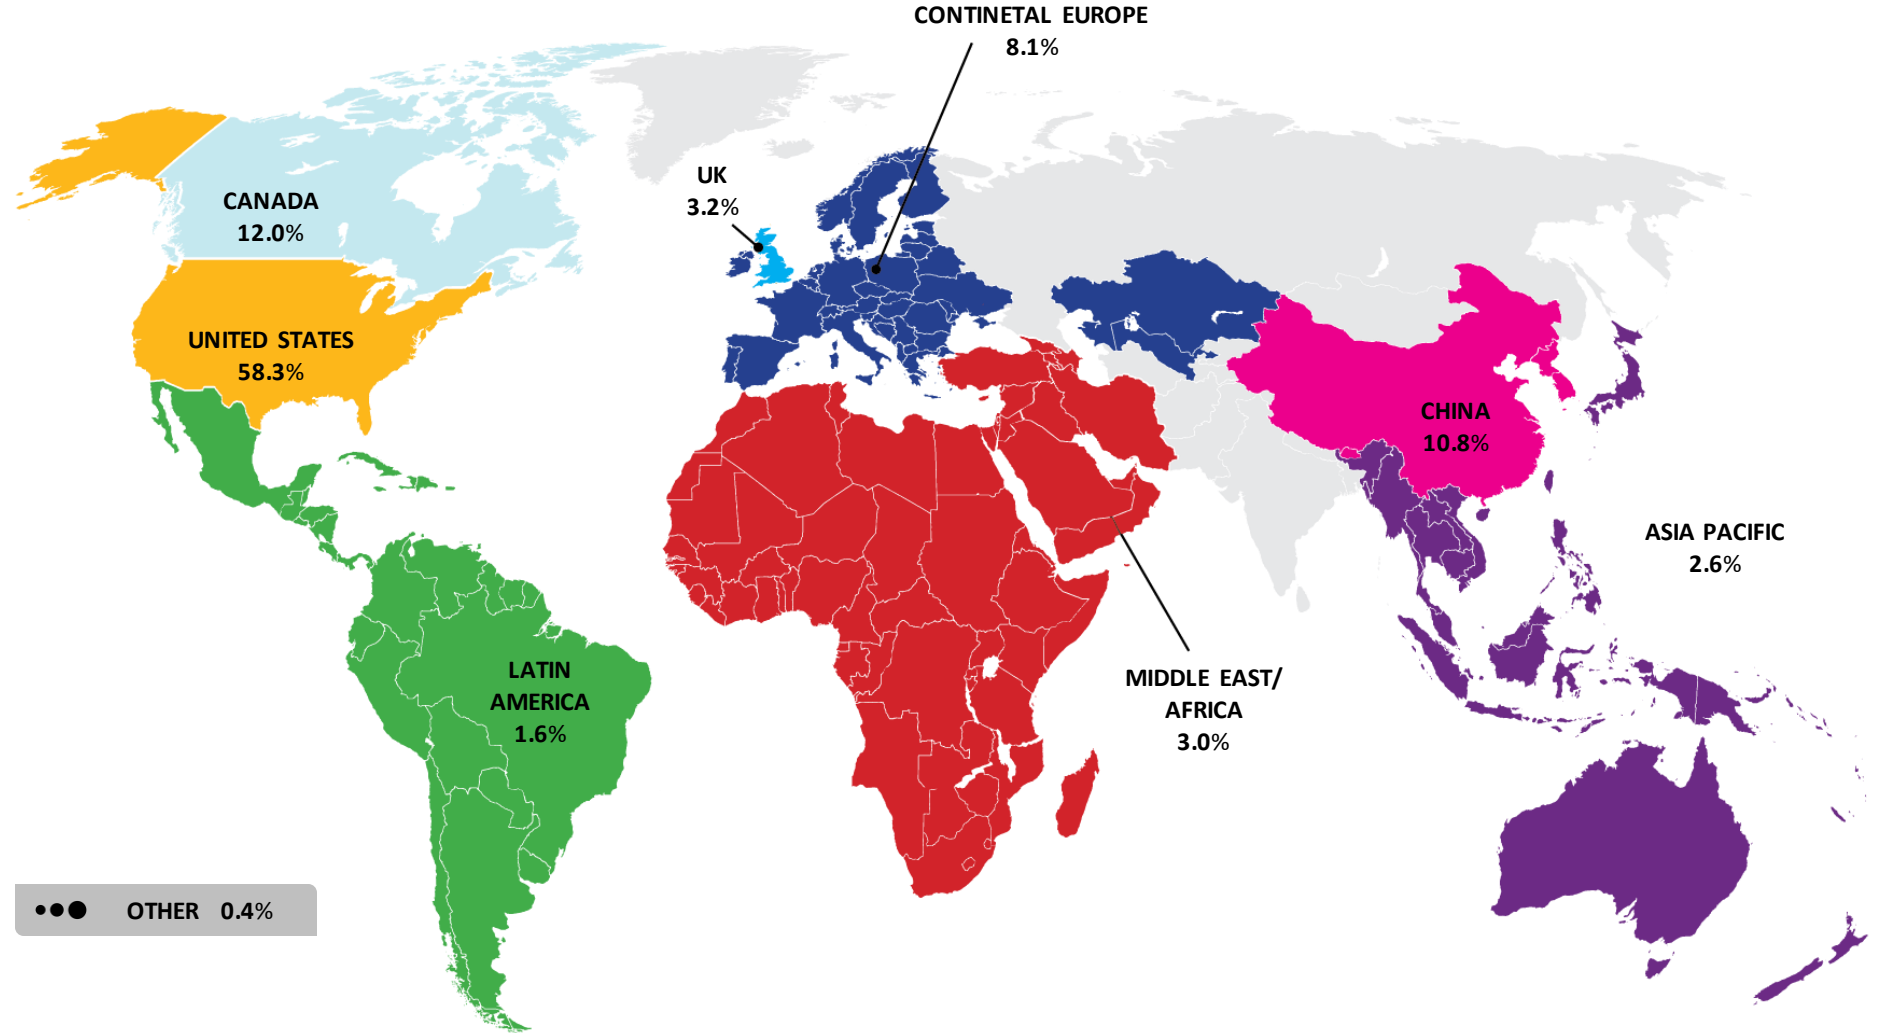 CONTINETAL EUROPE
8.1%
UK
3.2%
CANADA
12.0%
UNITED STATES
58.3%
CHINA
10.8%
ASIA PACIFIC
2.6%
LATIN
AMERICA
1.6%
MIDDLE EAST/
AFRICA
3.0%
OTHER 0.4%